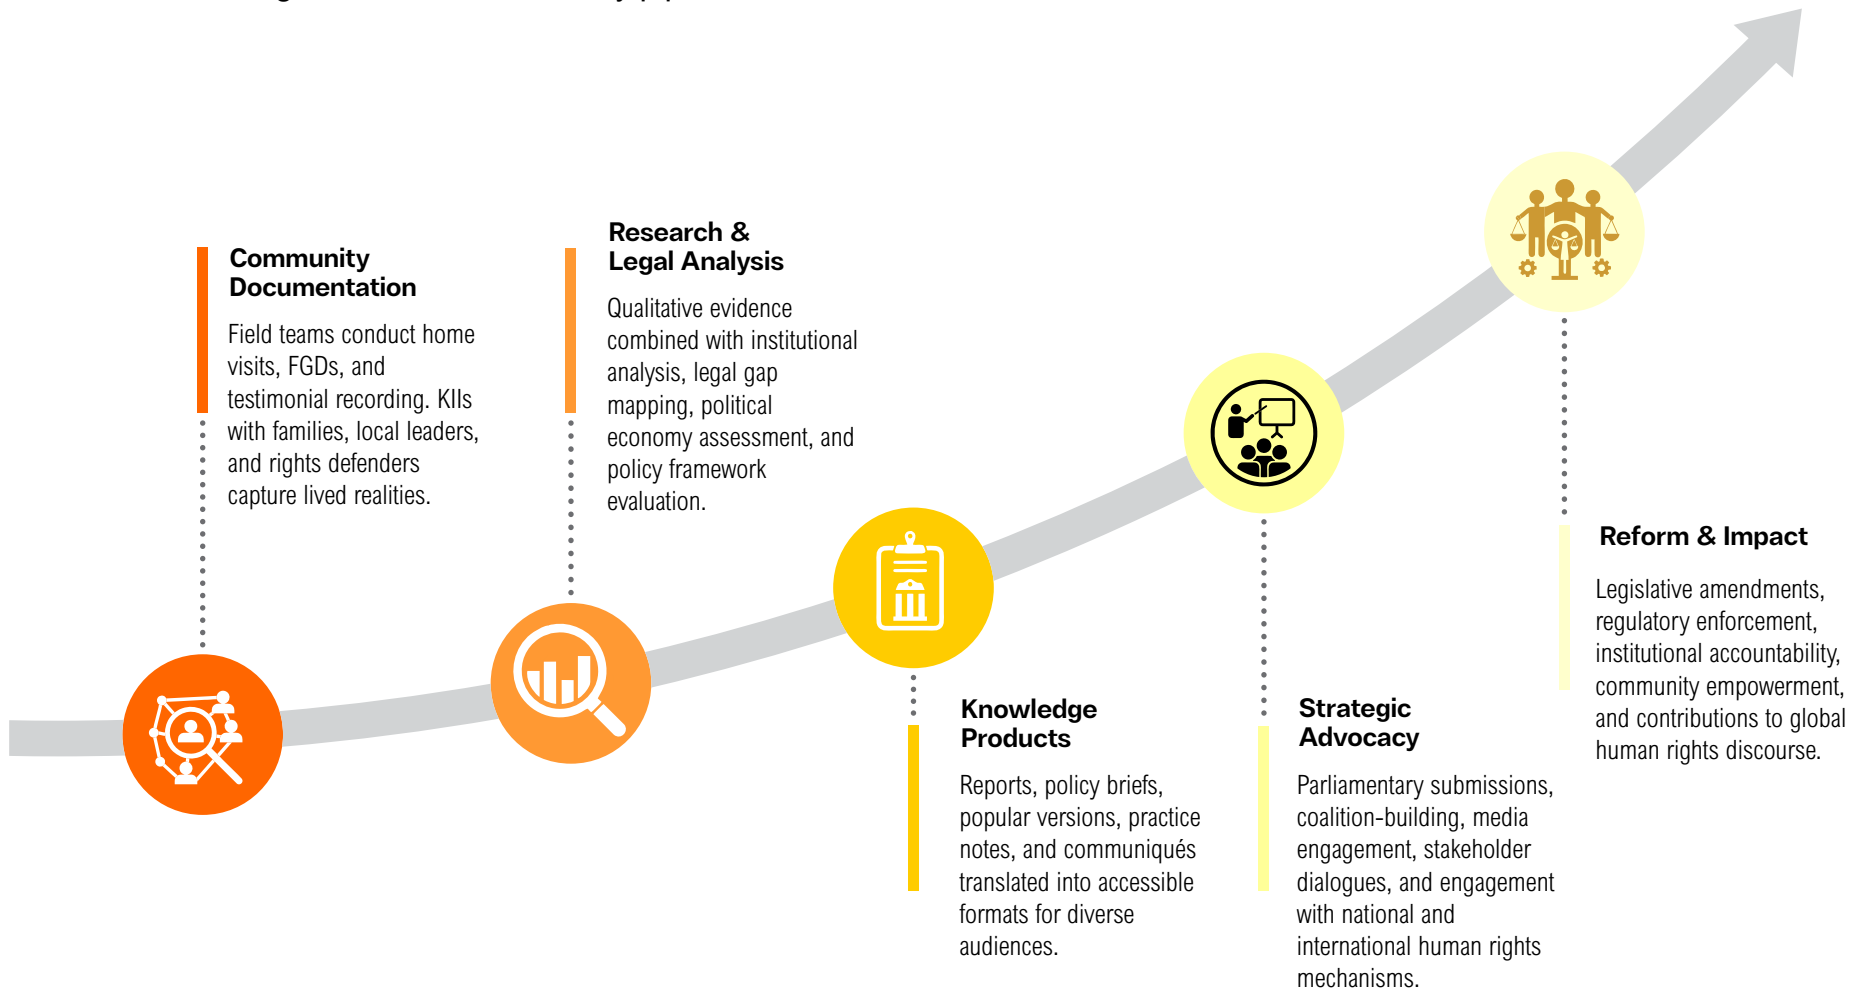 Community
Documentation
Field teams conduct home
visits, FGDs, and
testimonial recording. KIIs
with families, local leaders,
and rights defenders
capture lived realities.
Research &
Legal Analysis
Qualitative evidence
combined with institutional
analysis, legal gap
mapping, political
economy assessment, and
policy framework
evaluation.
Knowledge
Products
Reports, policy briefs,
popular versions, practice
notes, and communiqués
translated into accessible
formats for diverse
audiences.
Strategic
Advocacy
Parliamentary submissions,
coalition-building, media
engagement, stakeholder
dialogues, and engagement
with national and
international human rights
mechanisms.
Reform & Impact
Legislative amendments,
regulatory enforcement,
institutional accountability,
community empowerment,
and contributions to global
human rights discourse.